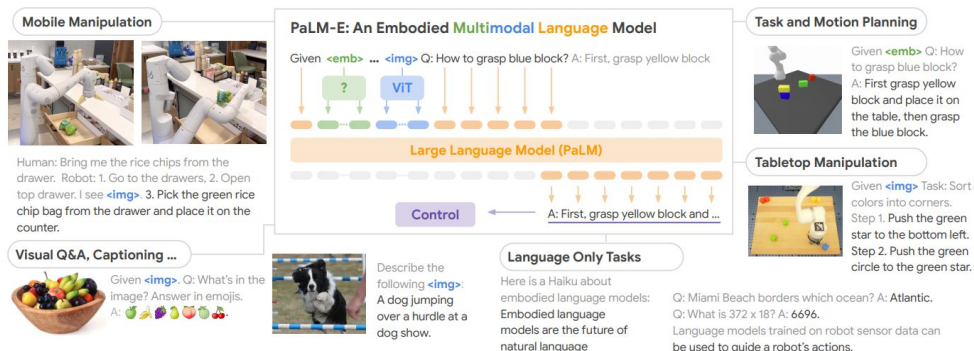 Mobile Manipulation
Human: Bring me the rice chips from the
drawer. Robot: 1. Go to the drawers, 2. Open
top drawer. I see <img>. 3. Pick the green rice
chip bag from the drawer and place it on the
counter.
Visual Q&A, Captioning ...
Given <img>. Q: What's in the
image? Answer in emojis.
A: 🍏🍌🍇🍐🍑🍈🍒.
PaLM-E: An Embodied Multimodal Language Model
Given <emb> ... <img> Q: How to grasp blue block? A: First, grasp yellow block
?
ViT
Large Language Model (PaLM)
Control
A: First, grasp yellow block and ...
Describe the
following <img>:
A dog jumping
over a hurdle at a
dog show.
Language Only Tasks
Here is a Haiku about
embodied language models:
Embodied language
models are the future of
natural language
Task and Motion Planning
Given <emb> Q: How
to grasp blue block?
A: First grasp yellow
block and place it on
the table, then grasp
the blue block.
Tabletop Manipulation
Given <img> Task: Sort
colors into corners.
Step 1. Push the green
star to the bottom left.
Step 2. Push the green
circle to the green star.
Q: Miami Beach borders which ocean? A: Atlantic.
Q: What is 372 x 18? A: 6696.
Language models trained on robot sensor data can
be used to guide a robot's actions.